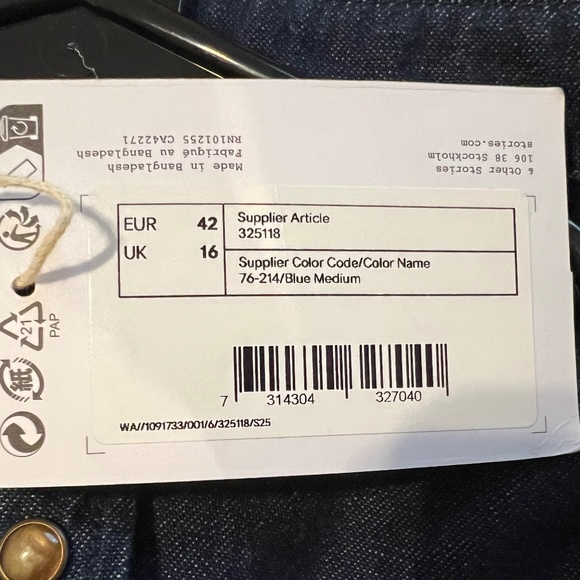 Made in Bangladesh
Fabriqué au Bangladesh
RN101255 CA42271
& Other Stories
106 38 Stockholm
stories.com
EUR 42
UK 16
Supplier Article
325118
Supplier Color Code/Color Name
76-214/Blue Medium
7 314304 327040
WA//1091733/001/6/325118/S25
21
PAP
紙